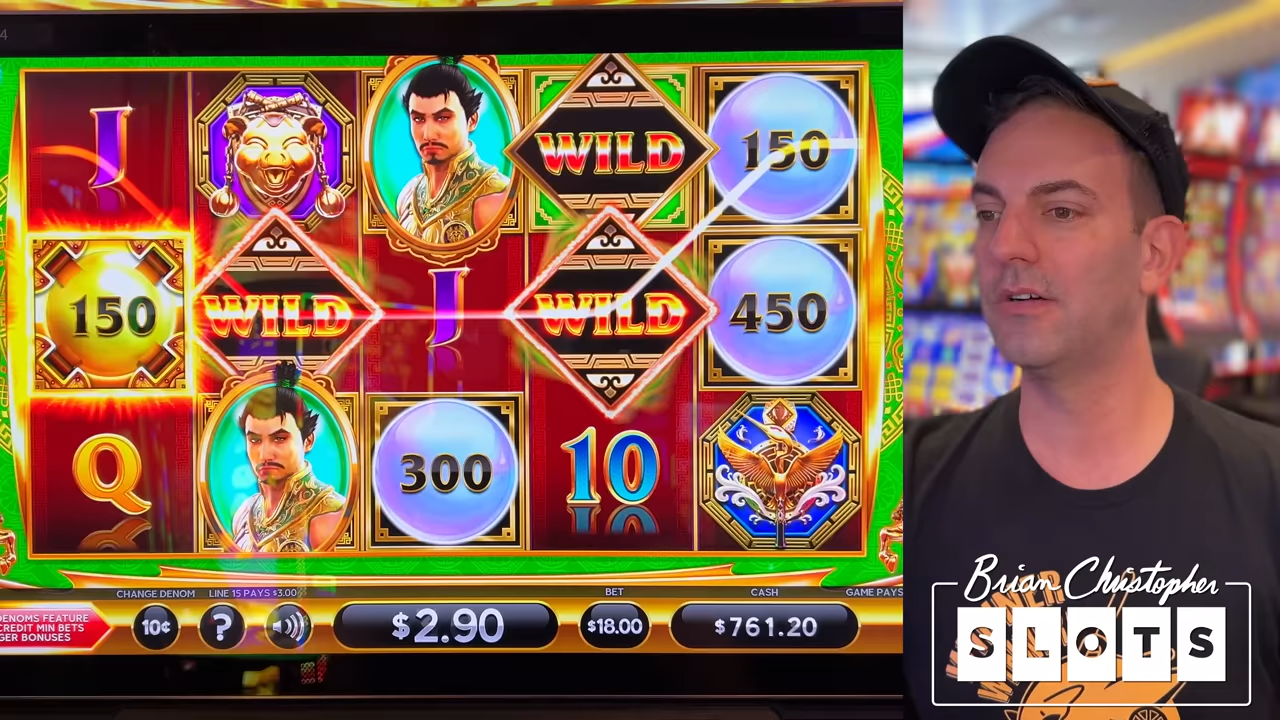 4
J
WILD
150
150
WILD
J
WILD
450
Q
300
10
CHANGE DENOM
LINE 15 PAYS $3.00
BET
CASH
GAME PAYS
DENOMS FEATURE
CREDIT MIN BETS
GER BONUSES
10¢
?
$2.90
$18.00
$761.20
Brian Christopher
SLOTS